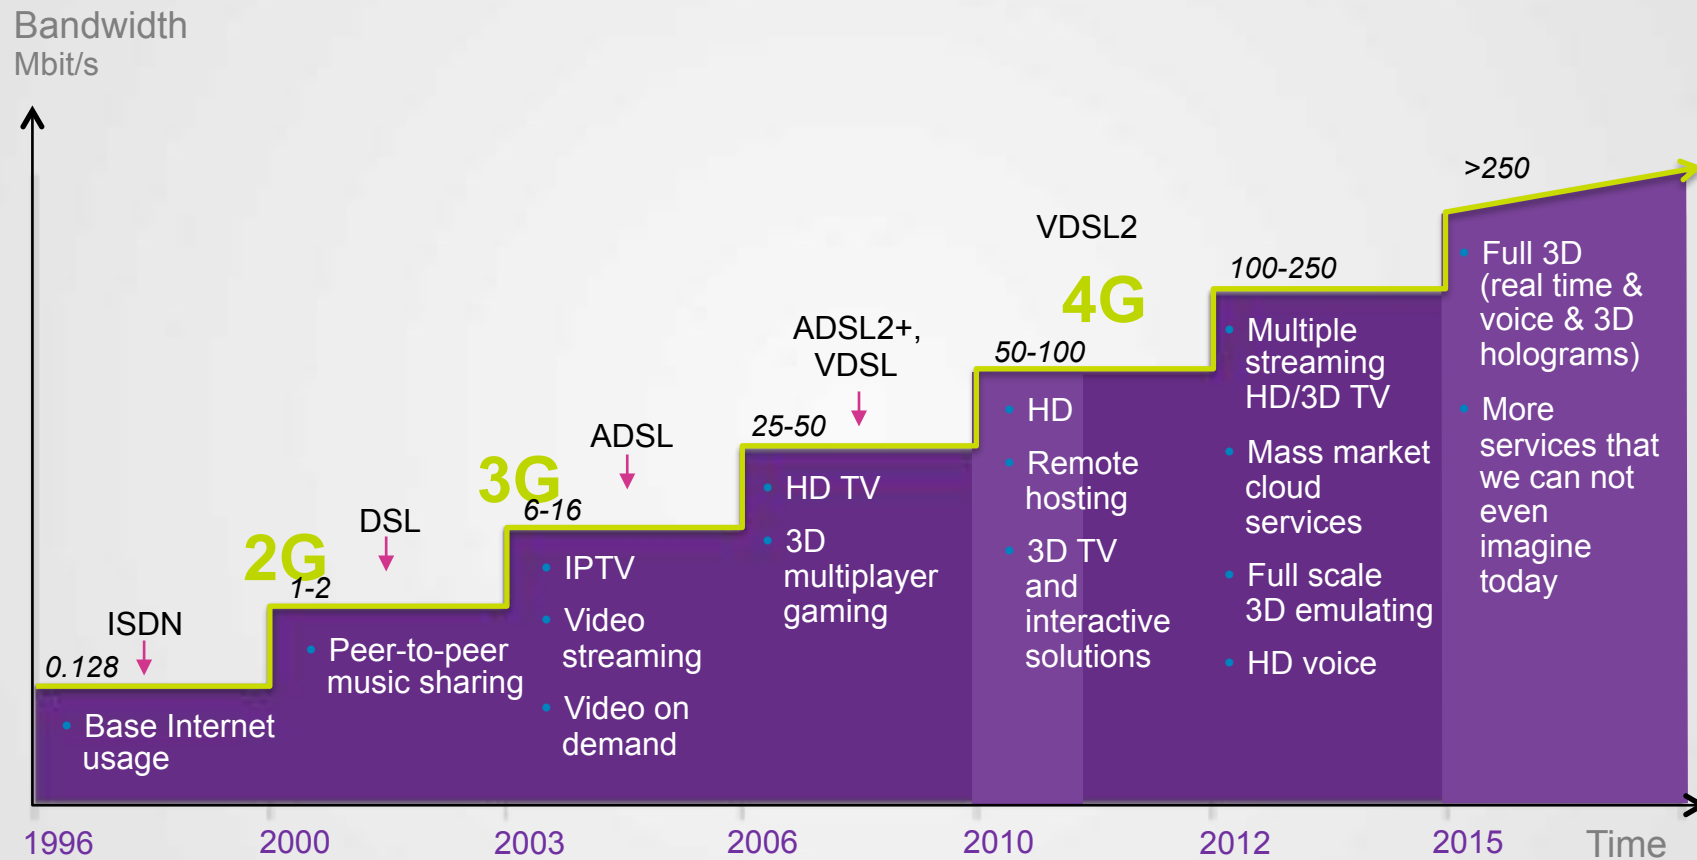 Bandwidth
Mbit/s
0.128
ISDN
• Base Internet
usage
2G
1-2
DSL
• Peer-to-peer
music sharing
3G
6-16
ADSL
• IPTV
• Video
streaming
• Video on
demand
25-50
ADSL2+,
VDSL
• HD TV
• 3D
multiplayer
gaming
50-100
VDSL2
4G
• HD
• Remote
hosting
• 3D TV
and
interactive
solutions
100-250
• Multiple
streaming
HD/3D TV
• Mass market
cloud
services
• Full scale
3D emulating
• HD voice
>250
• Full 3D
(real time &
voice & 3D
holograms)
• More
services that
we can not
even
imagine
today
1996
2000
2003
2006
2010
2012
2015
Time